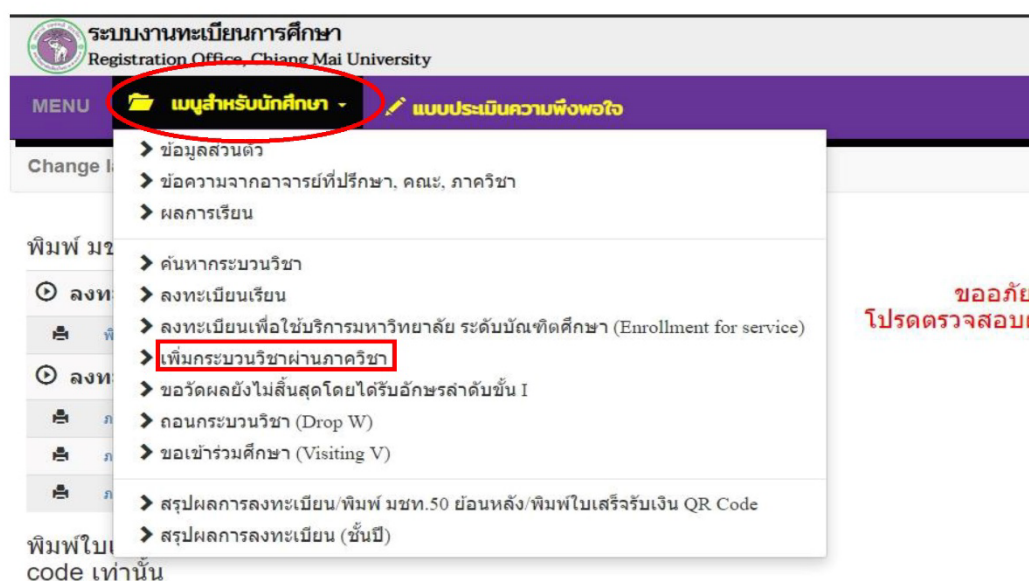 ระบบงานทะเบียนการศึกษา
Registration Office, Chiang Mai University
MENU เมนูสำหรับนักศึกษา แบบประเมินความพึงพอใจ
Change
ข้อมูลส่วนตัว
ข้อความจากอาจารย์ที่ปรึกษา, คณะ, ภาควิชา
ผลการเรียน
พิมพ์
ค้นหากระบวนวิชา
ลงทะเบียนเรียน
ลงทะเบียนเพื่อใช้บริการมหาวิทยาลัย ระดับบัณฑิตศึกษา (Enrollment for service)
เพิ่มกระบวนวิชาผ่านภาควิชา
ขอวัดผลยังไม่สิ้นสุดโดยได้รับอักษรลำดับขั้น I
ถอนกระบวนวิชา (Drop W)
ขอเข้าร่วมศึกษา (Visiting V)
สรุปผลการลงทะเบียน/พิมพ์ มชท.50 ย้อนหลัง/พิมพ์ใบเสร็จรับเงิน QR Code
สรุปผลการลงทะเบียน (ชั้นปี)
ขออภัย
โปรดตรวจสอบ
พิมพ์ใบ
code เท่านั้น